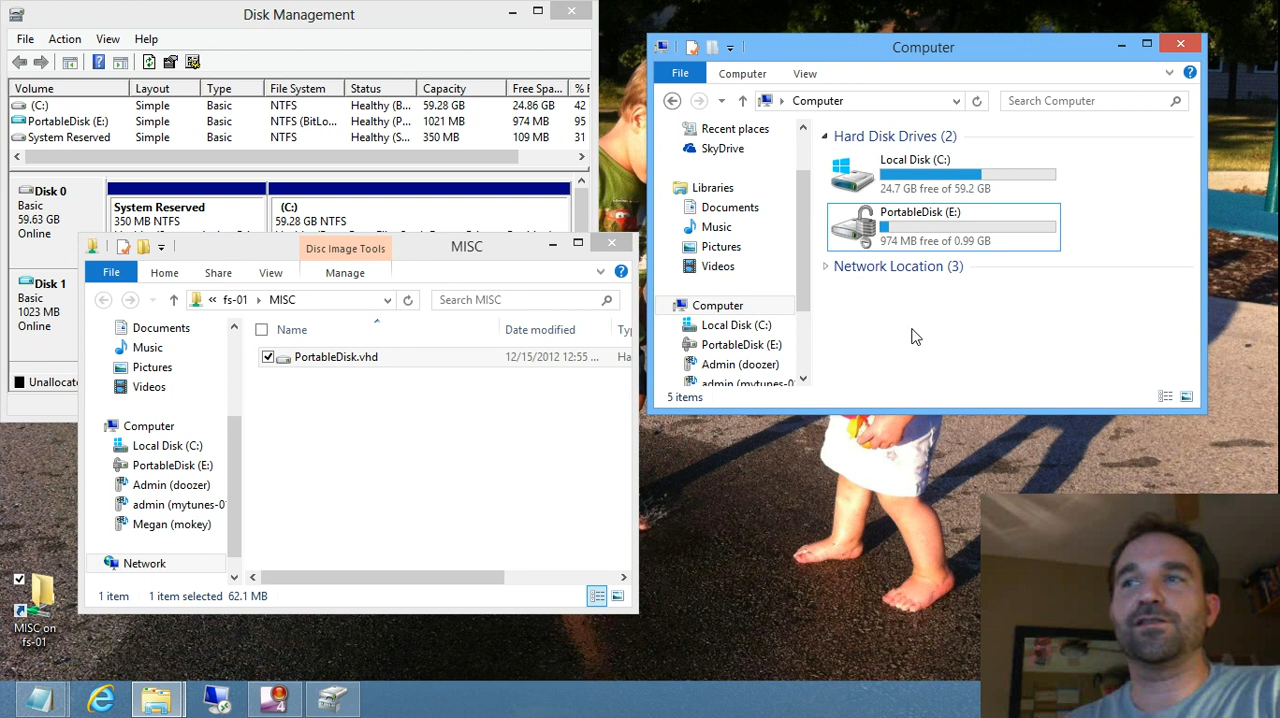 Disk Management
File Action View Help
Volume Layout Type File System Status Capacity Free Spa... % F
(C:) Simple Basic NTFS Healthy (B... 59.28 GB 24.86 GB 42
PortableDisk (E:) Simple Basic NTFS (BitLo... Healthy (P... 1021 MB 974 MB 95
System Reserved Simple Basic NTFS Healthy (S... 350 MB 109 MB 31
Disk 0
Basic
59.63 GB
Online
System Reserved
350 MB NTFS
(C:)
59.28 GB NTFS
Disk 1
Basic
1023 MB
Online
Unallocate
Disc Image Tools MISC
File Home Share View Manage
« fs-01 MISC Search MISC
Name Date modified Ty
PortableDisk.vhd 12/15/2012 12:55 ... Ha
Documents
Music
Pictures
Videos
Computer
Local Disk (C:)
PortableDisk (E:)
Admin (doozer)
admin (mytunes-0
Megan (mokey)
Network
1 item 1 item selected 62.1 MB
Computer
File Computer View
Computer Search Computer
Recent places
SkyDrive
Libraries
Documents
Music
Pictures
Videos
Computer
Local Disk (C:)
PortableDisk (E:)
Admin (doozer)
admin (mytunes-0
Hard Disk Drives (2)
Local Disk (C:)
24.7 GB free of 59.2 GB
PortableDisk (E:)
974 MB free of 0.99 GB
Network Location (3)
5 items
MISC on
fs-01
4